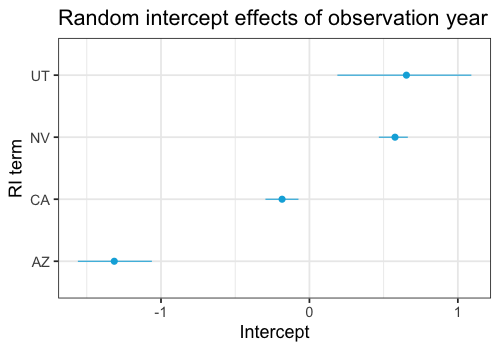 Random intercept effects of observation year
UT
NV
CA
AZ
RI term
-1
0
1
Intercept